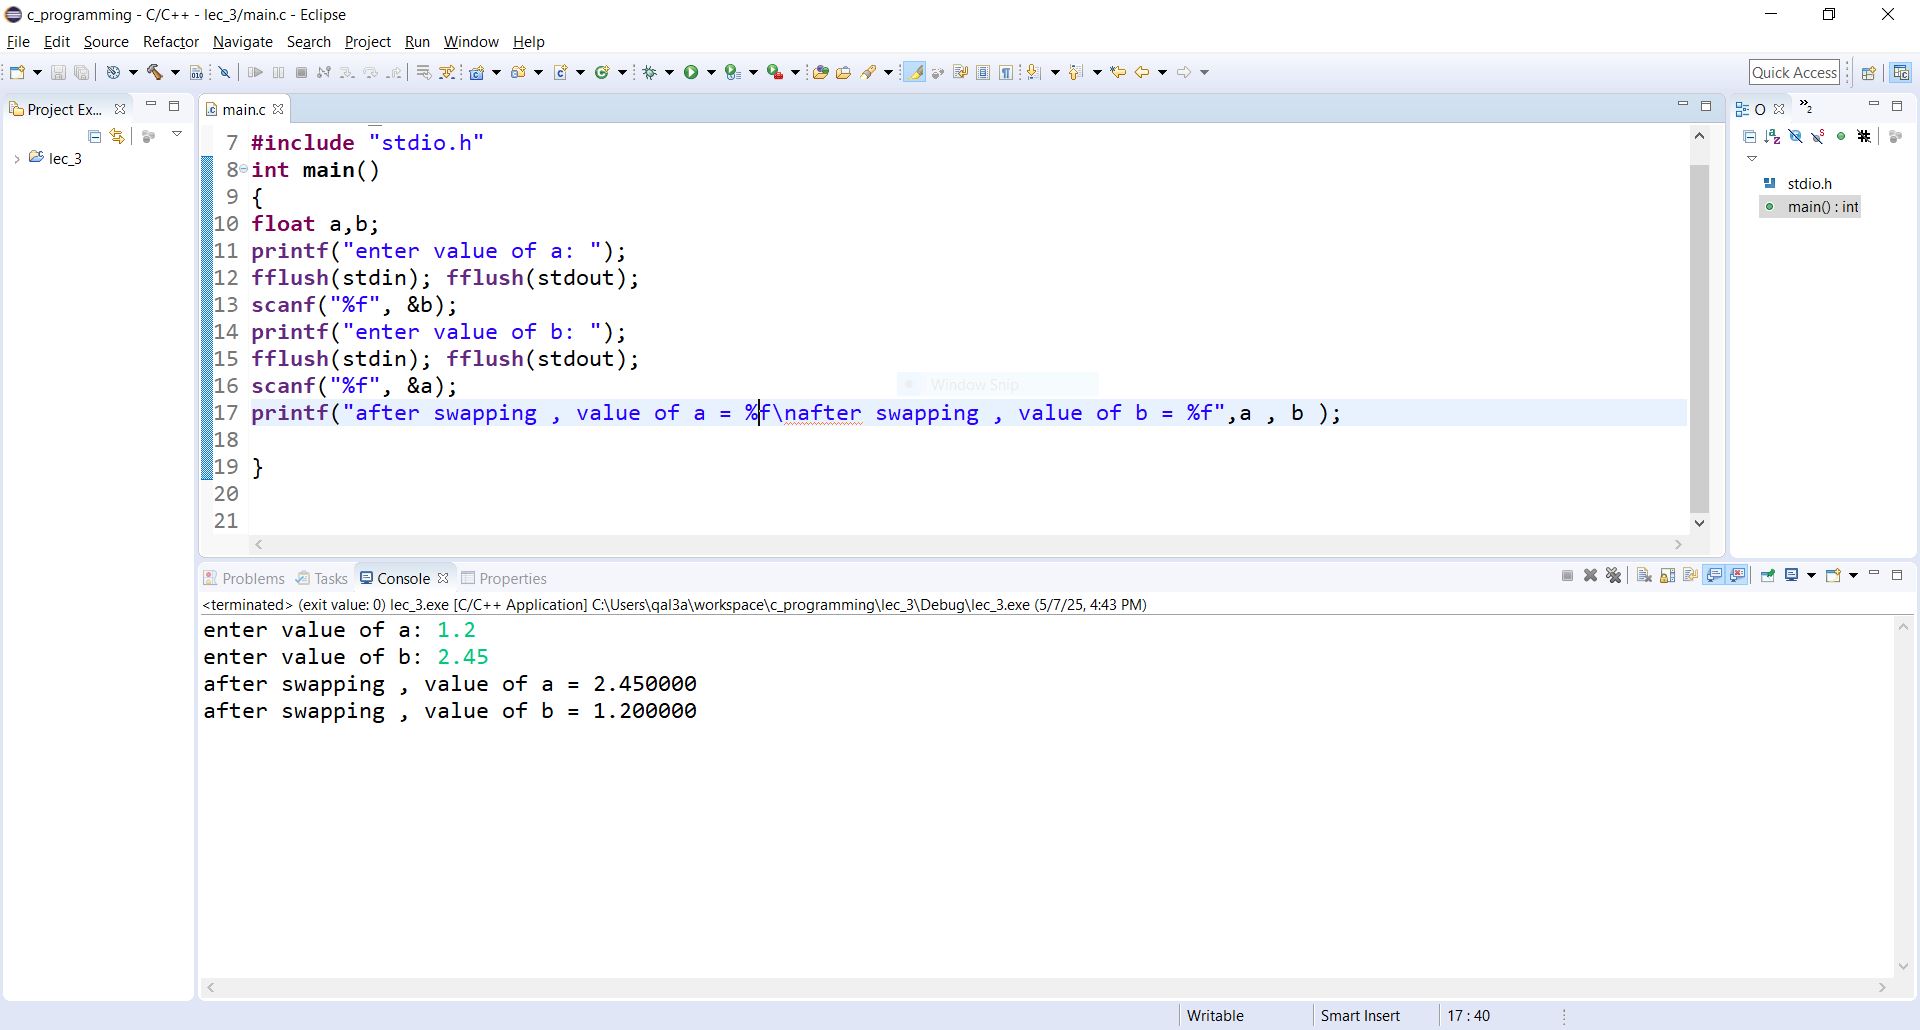 c_programming - C/C++ - lec_3/main.c - Eclipse
File Edit Source Refactor Navigate Search Project Run Window Help
Quick Access
Project Ex...
lec_3
main.c
7 #include "stdio.h"
8 int main()
9 {
10 float a,b;
11 printf("enter value of a: ");
12 fflush(stdin); fflush(stdout);
13 scanf("%f", &b);
14 printf("enter value of b: ");
15 fflush(stdin); fflush(stdout);
16 scanf("%f", &a);
Window Snip
17 printf("after swapping , value of a = %f\nafter swapping , value of b = %f",a , b );
18
19 }
20
21
O
»2
stdio.h
main() : int
Problems Tasks Console Properties
<terminated> (exit value: 0) lec_3.exe [C/C++ Application] C:\Users\qal3a\workspace\c_programming\lec_3\Debug\lec_3.exe (5/7/25, 4:43 PM)
enter value of a: 1.2
enter value of b: 2.45
after swapping , value of a = 2.450000
after swapping , value of b = 1.200000
Writable Smart Insert 17 : 40